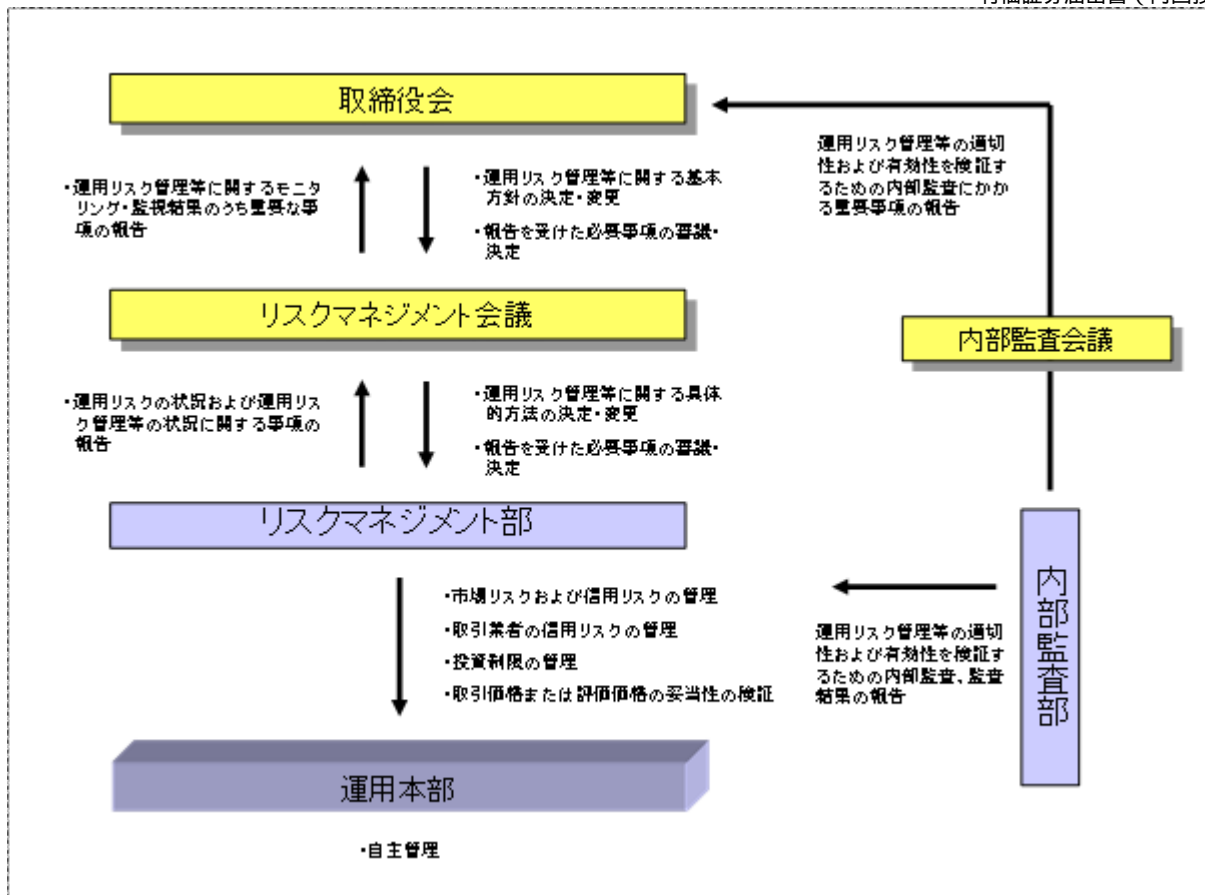 取締役会
運用リスク管理等の適切
性および有効性を検証す
るための内部監査にかか
る重要事項の報告
・運用リスク管理等に関するモニタ
リング・監視結果のうち重要な事
項の報告
・運用リスク管理等に関する基本
方針の決定・変更
・報告を受けた必要事項の審議・
決定
リスクマネジメント会議
内部監査会議
・運用リスクの状況および運用リス
ク管理等の状況に関する事項の
報告
・運用リスク管理等に関する具体
的方法の決定・変更
・報告を受けた必要事項の審議・
決定
リスクマネジメント部
内部監査部
・市場リスクおよび信用リスクの管理
・取引業者の信用リスクの管理
・投資制限の管理
・取引価格または評価価格の妥当性の検証
運用リスク管理等の適切
性および有効性を検証す
るための内部監査、監査
結果の報告
運用本部
・自主管理